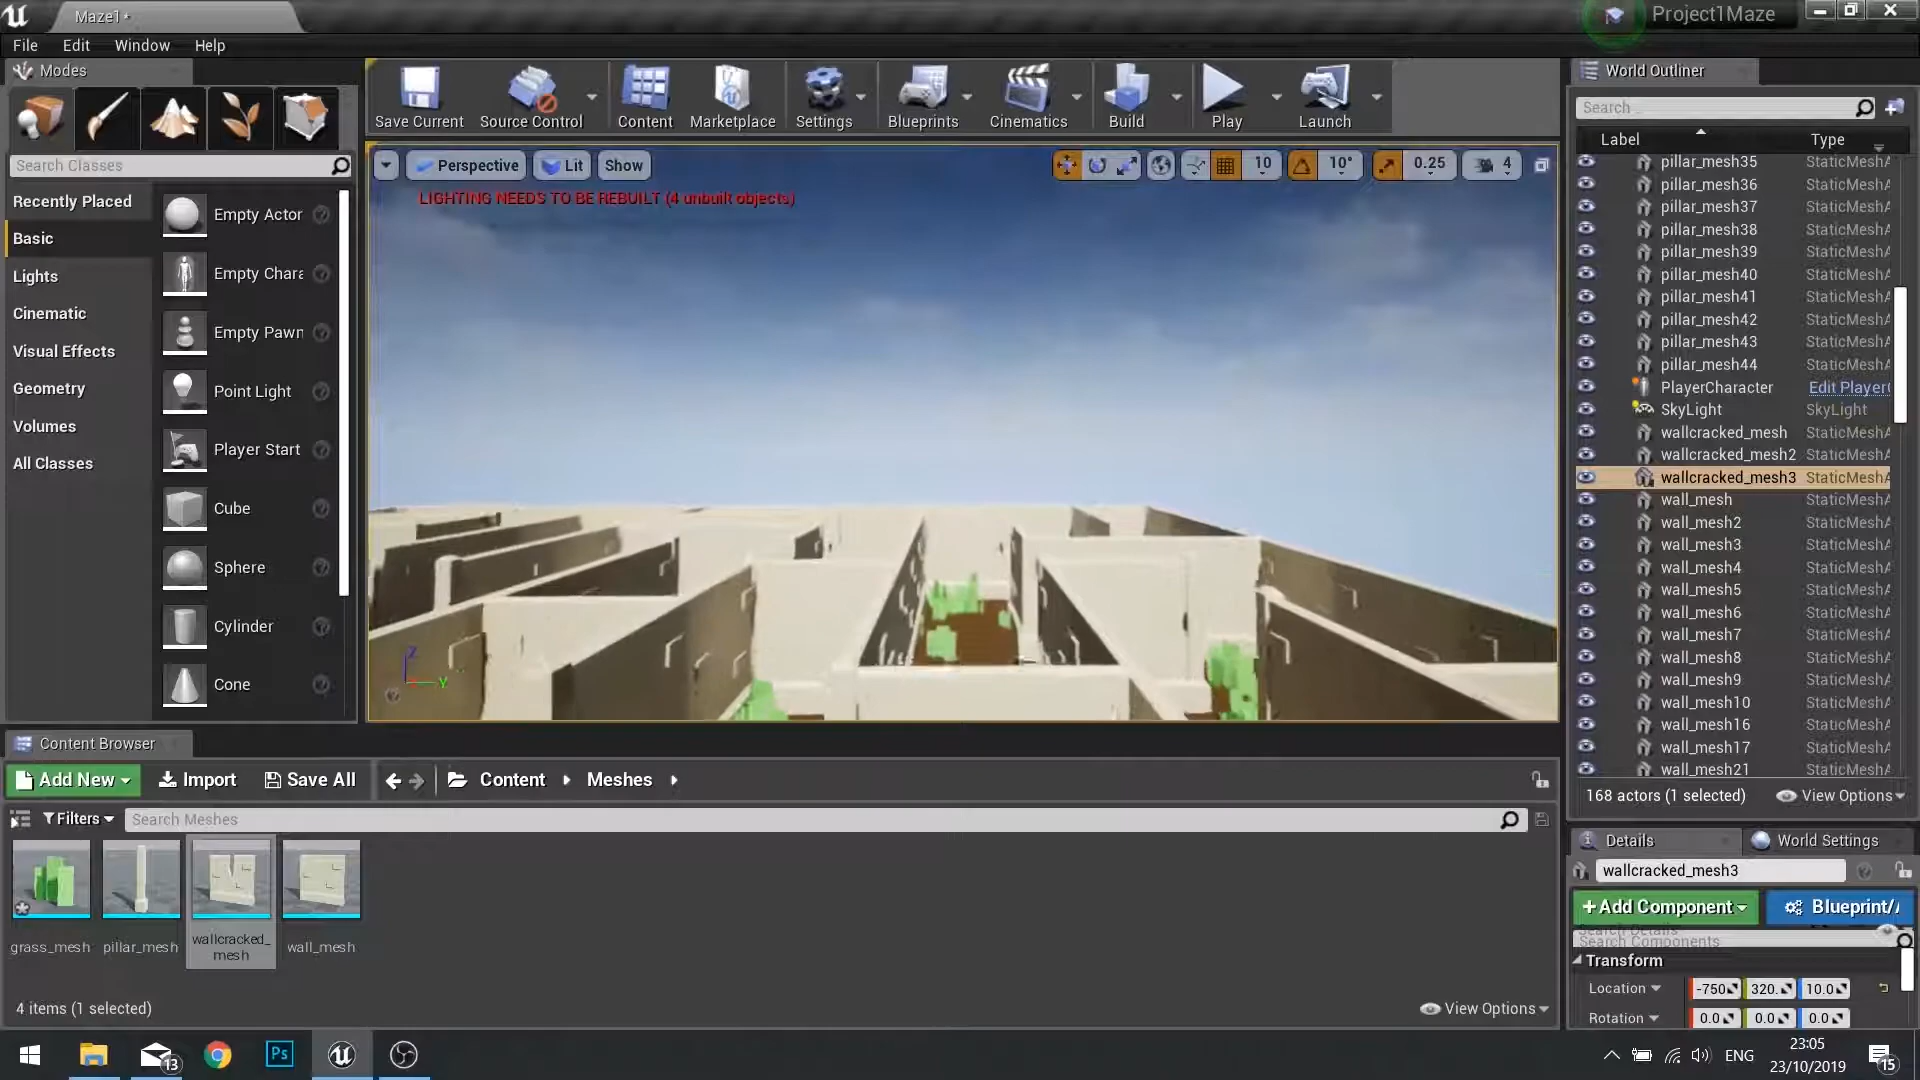 Maze1*
Project1Maze
File Edit Window Help
Modes
Search Classes
Recently Placed
Basic
Lights
Cinematic
Visual Effects
Geometry
Volumes
All Classes
Empty Actor
Empty Chara
Empty Pawn
Point Light
Player Start
Cube
Sphere
Cylinder
Cone
Save Current
Source Control
Content
Marketplace
Settings
Blueprints
Cinematics
Build
Play
Launch
Perspective
Lit
Show
10
10°
0.25
4
LIGHTING NEEDS TO BE REBUILT (4 unbuilt objects)
Z
Y
World Outliner
Search
Label Type
pillar_mesh35 StaticMeshA
pillar_mesh36 StaticMeshA
pillar_mesh37 StaticMeshA
pillar_mesh38 StaticMeshA
pillar_mesh39 StaticMeshA
pillar_mesh40 StaticMeshA
pillar_mesh41 StaticMeshA
pillar_mesh42 StaticMeshA
pillar_mesh43 StaticMeshA
pillar_mesh44 StaticMeshA
PlayerCharacter Edit PlayerC
SkyLight SkyLight
wallcracked_mesh StaticMeshA
wallcracked_mesh2 StaticMeshA
wallcracked_mesh3 StaticMeshA
wall_mesh StaticMeshA
wall_mesh2 StaticMeshA
wall_mesh3 StaticMeshA
wall_mesh4 StaticMeshA
wall_mesh5 StaticMeshA
wall_mesh6 StaticMeshA
wall_mesh7 StaticMeshA
wall_mesh8 StaticMeshA
wall_mesh9 StaticMeshA
wall_mesh10 StaticMeshA
wall_mesh16 StaticMeshA
wall_mesh17 StaticMeshA
wall_mesh21 StaticMeshA
168 actors (1 selected) View Options
Details World Settings
wallcracked_mesh3
+Add Component Blueprint/A
Search Details
Search Components
Transform
Location -750 320. 10.0
Rotation 0.0 0.0 0.0
Content Browser
Add New Import Save All Content Meshes
Filters Search Meshes
grass_mesh
pillar_mesh
wallcracked_
mesh
wall_mesh
4 items (1 selected) View Options
13
Ps
ENG
23:05
23/10/2019
15